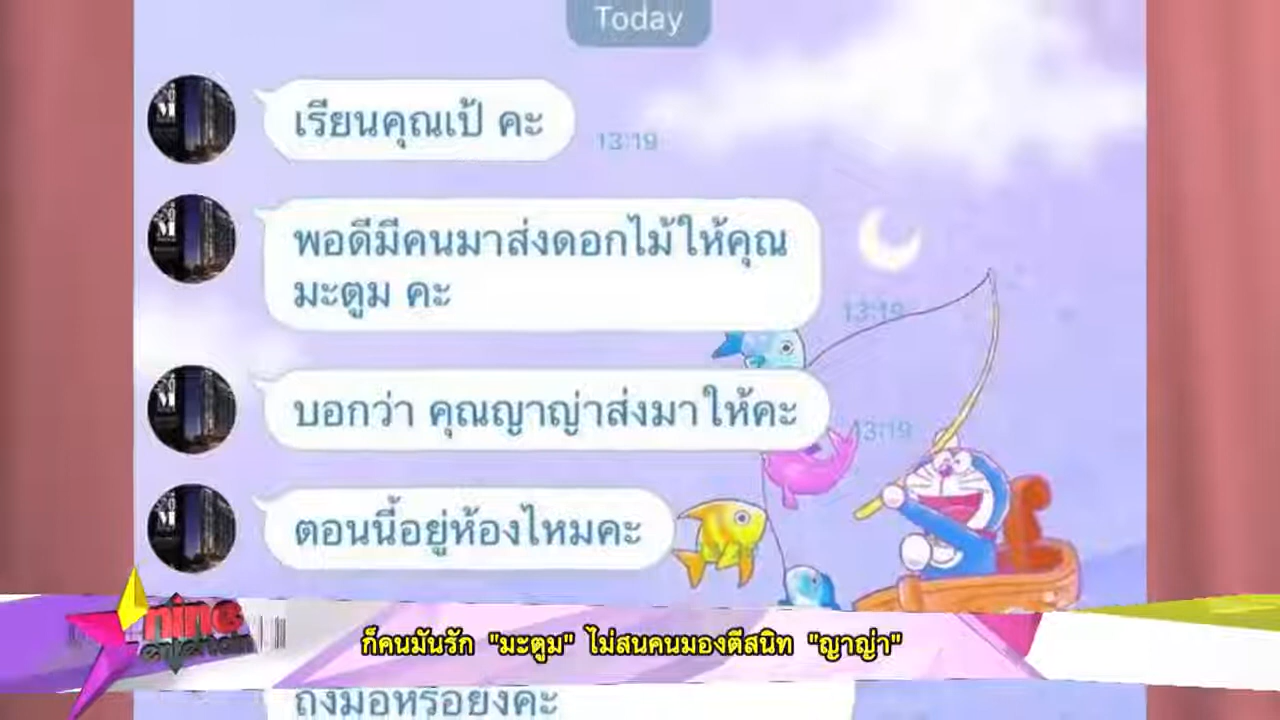 Today
เรียนคุณเป้ คะ
13:19
พอดีมีคนมาส่งดอกไม้ให้คุณ
มะตูม คะ
13:19
บอกว่า คุณญาญ่าส่งมาให้คะ
13:19
ตอนนี้อยู่ห้องไหมคะ
nine
ก็คนมันรัก "มะตูม" ไม่สนคนมองตีสนิท "ญาญ่า"
ถึงมือหรือยังคะ